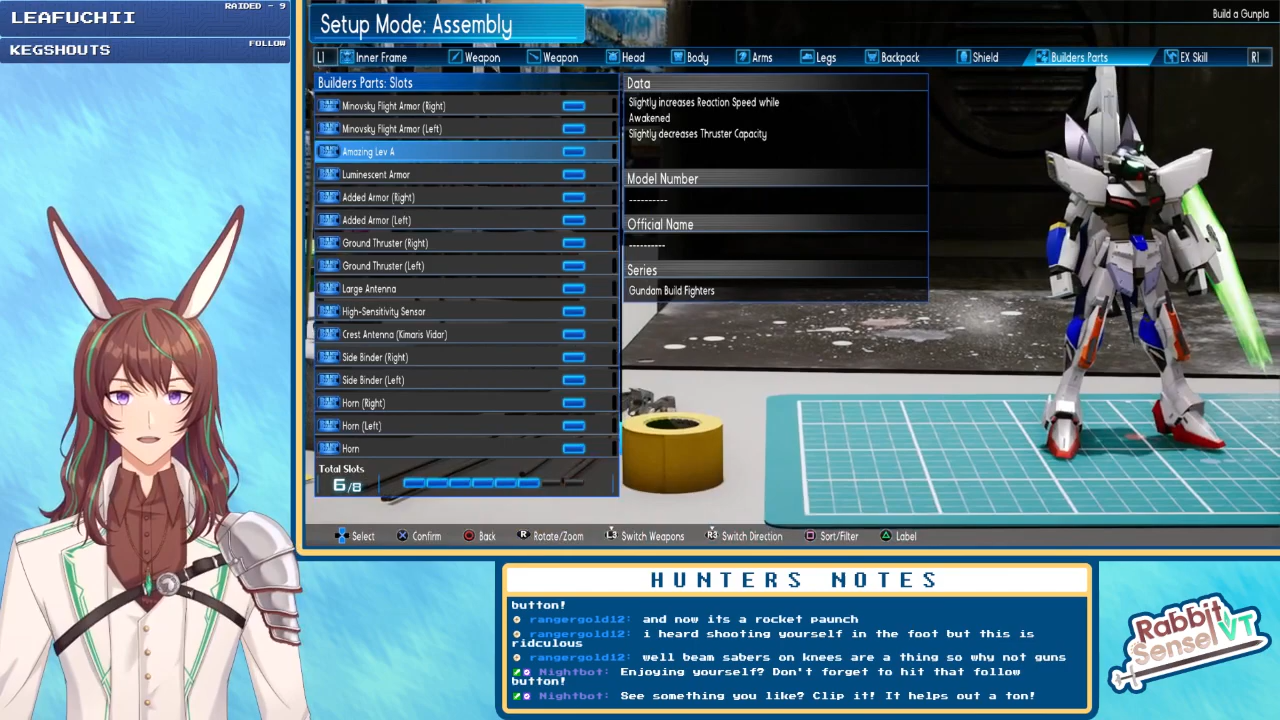 LEAFUCHII
RAIDED - 9
KEGSHOUTS
FOLLOW
Setup Mode: Assembly
Build a Gunpla
L1 Inner Frame Weapon Weapon Head Body Arms Legs Backpack Shield Builders Parts EX Skill R1
Builders Parts: Slots
Minovsky Flight Armor (Right)
Minovsky Flight Armor (Left)
Amazing Lev A
Luminescent Armor
Added Armor (Right)
Added Armor (Left)
Ground Thruster (Right)
Ground Thruster (Left)
Large Antenna
High-Sensitivity Sensor
Crest Antenna (Kimaris Vidar)
Side Binder (Right)
Side Binder (Left)
Horn (Right)
Horn (Left)
Horn
Total Slots
6/8
Data
Slightly increases Reaction Speed while
Awakened
Slightly decreases Thruster Capacity
Model Number
----------
Official Name
----------
Series
Gundam Build Fighters
Select Confirm Back R Rotate/Zoom L3 Switch Weapons R3 Switch Direction Sort/Filter Label
HUNTERS NOTES
button!
rangergold12: and now its a rocket paunch
rangergold12: i heard shooting yourself in the foot but this is
ridculous
rangergold12: well beam sabers on knees are a thing so why not guns
Nightbot: Enjoying yourself? Don't forget to hit that follow
button!
Nightbot: See something you like? Clip it! It helps out a ton!
Rabbit
Sensei VT